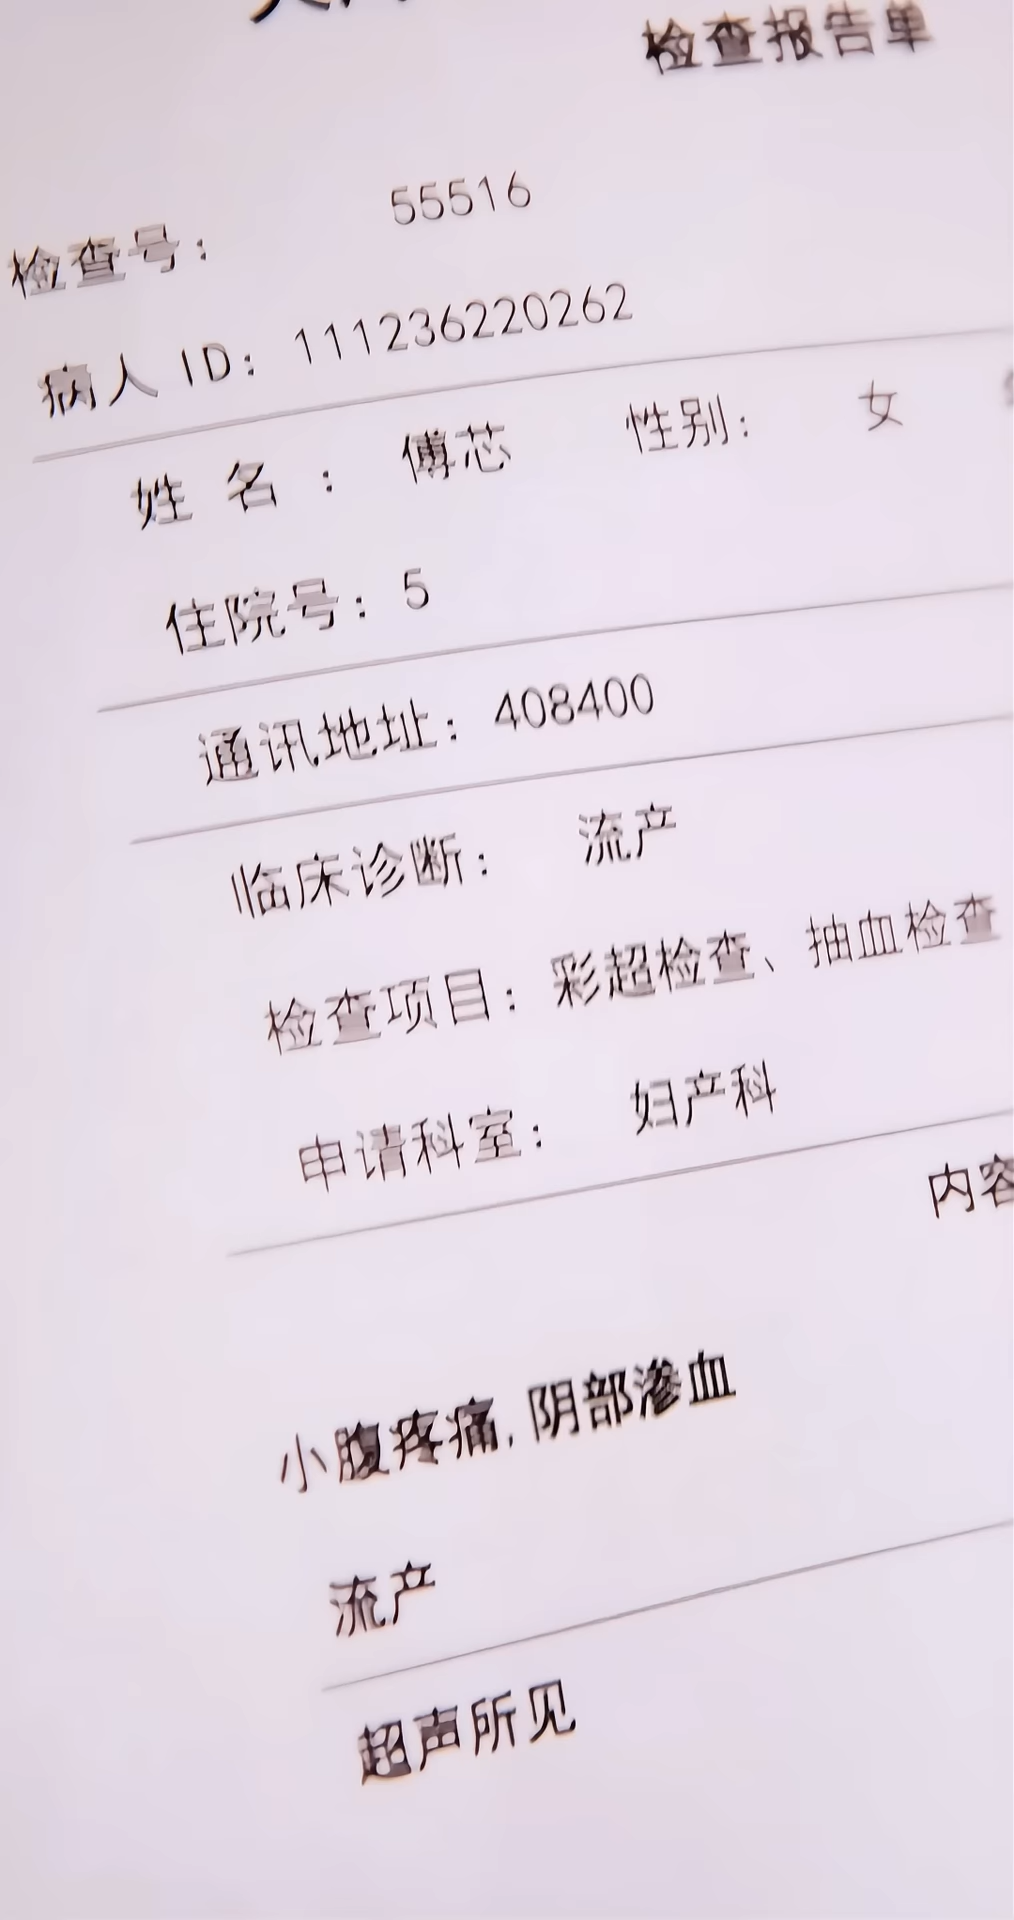 检查报告单
检查号： 55516
病人 ID：111236220262
姓 名 ： 傅芯 性别： 女
住院号：5
通讯地址：408400
临床诊断： 流产
检查项目：彩超检查、抽血检查
申请科室： 妇产科
内容
小腹疼痛,阴部渗血
流产
超声所见